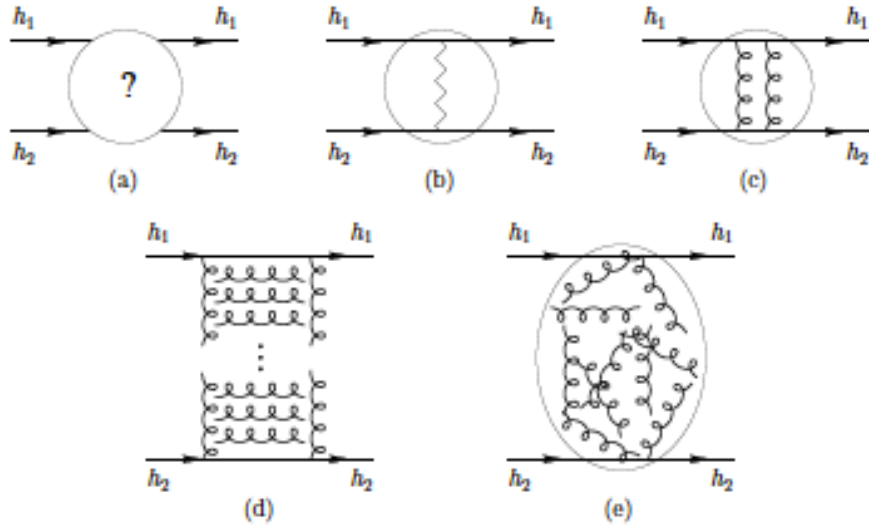 h₁ h₁ h₁ h₁ h₁ h₁
?
h₂ h₂ h₂ h₂ h₂ h₂
(a) (b) (c)
h₁ h₁ h₁ h₁
h₂ h₂ h₂ h₂
(d) (e)